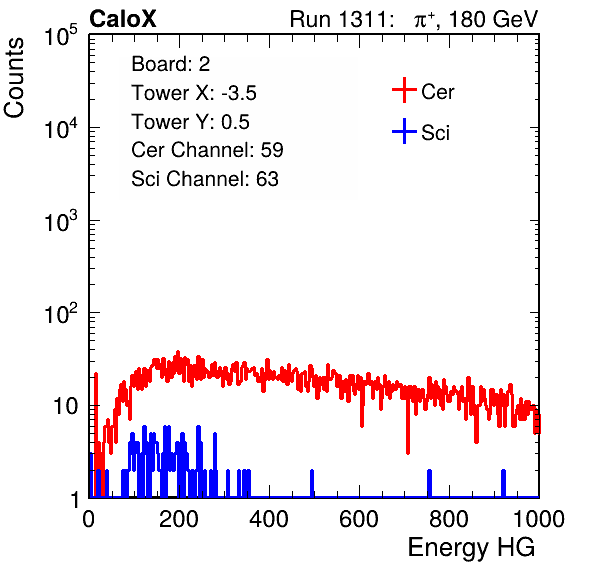 CaloX Run 1311: π⁺, 180 GeV
Counts
10⁵
10⁴
10³
10²
10
1
Board: 2
Tower X: -3.5
Tower Y: 0.5
Cer Channel: 59
Sci Channel: 63
Cer
Sci
0 200 400 600 800 1000
Energy HG